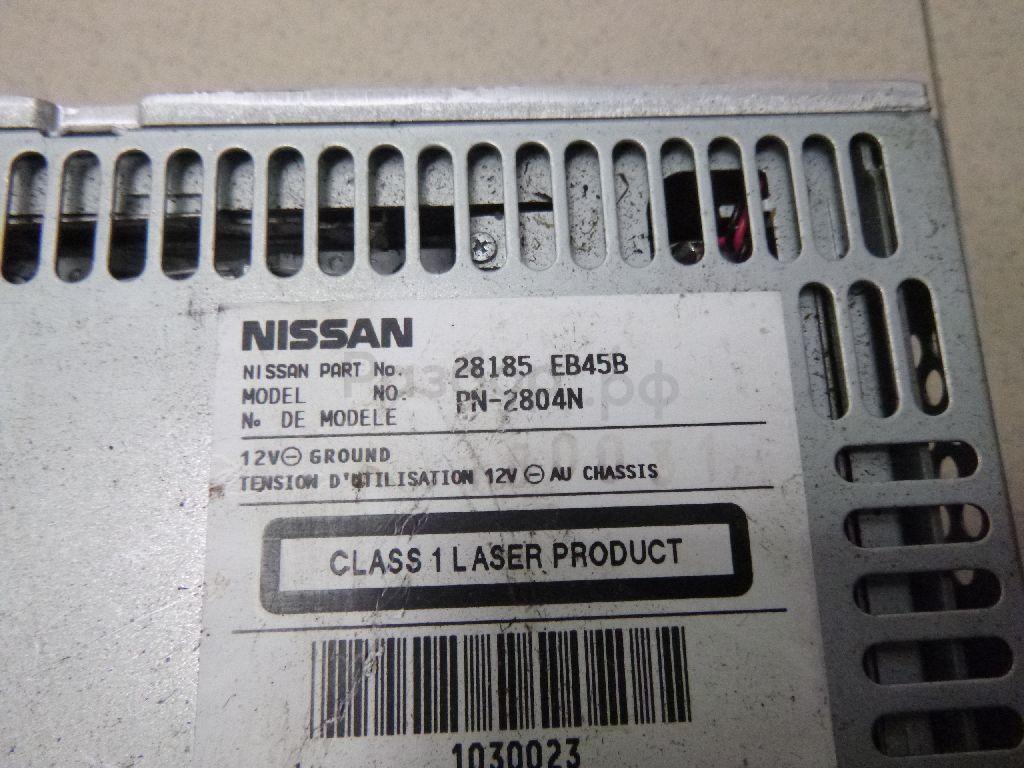 NISSAN
NISSAN PART No. 28185 EB45B
MODEL NO. PN-2804N
No DE MODELE
12V⊖ GROUND
TENSION D'UTILISATION 12V ⊖ AU CHASSIS
CLASS 1 LASER PRODUCT
1030023